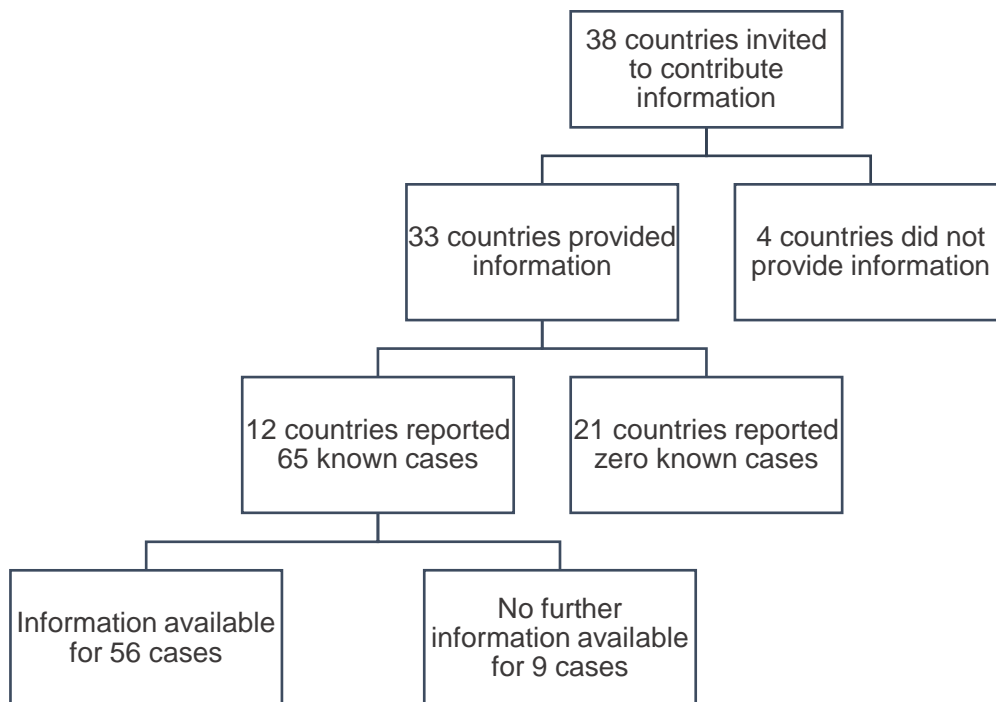 38 countries invited
to contribute
information
33 countries provided
information
4 countries did not
provide information
12 countries reported
65 known cases
21 countries reported
zero known cases
Information available
for 56 cases
No further
information available
for 9 cases